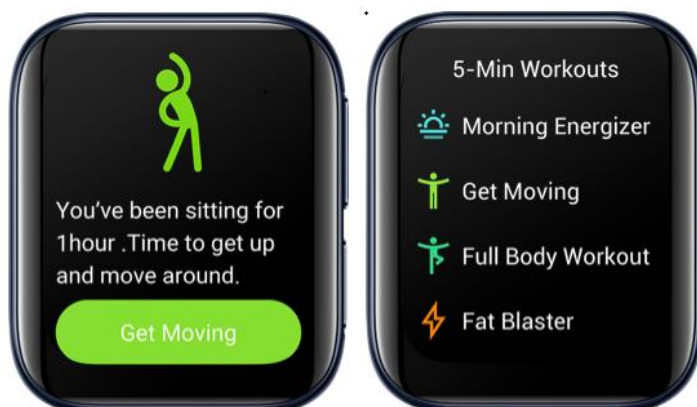 You've been sitting for
1hour .Time to get up
and move around.
Get Moving
5-Min Workouts
Morning Energizer
Get Moving
Full Body Workout
Fat Blaster